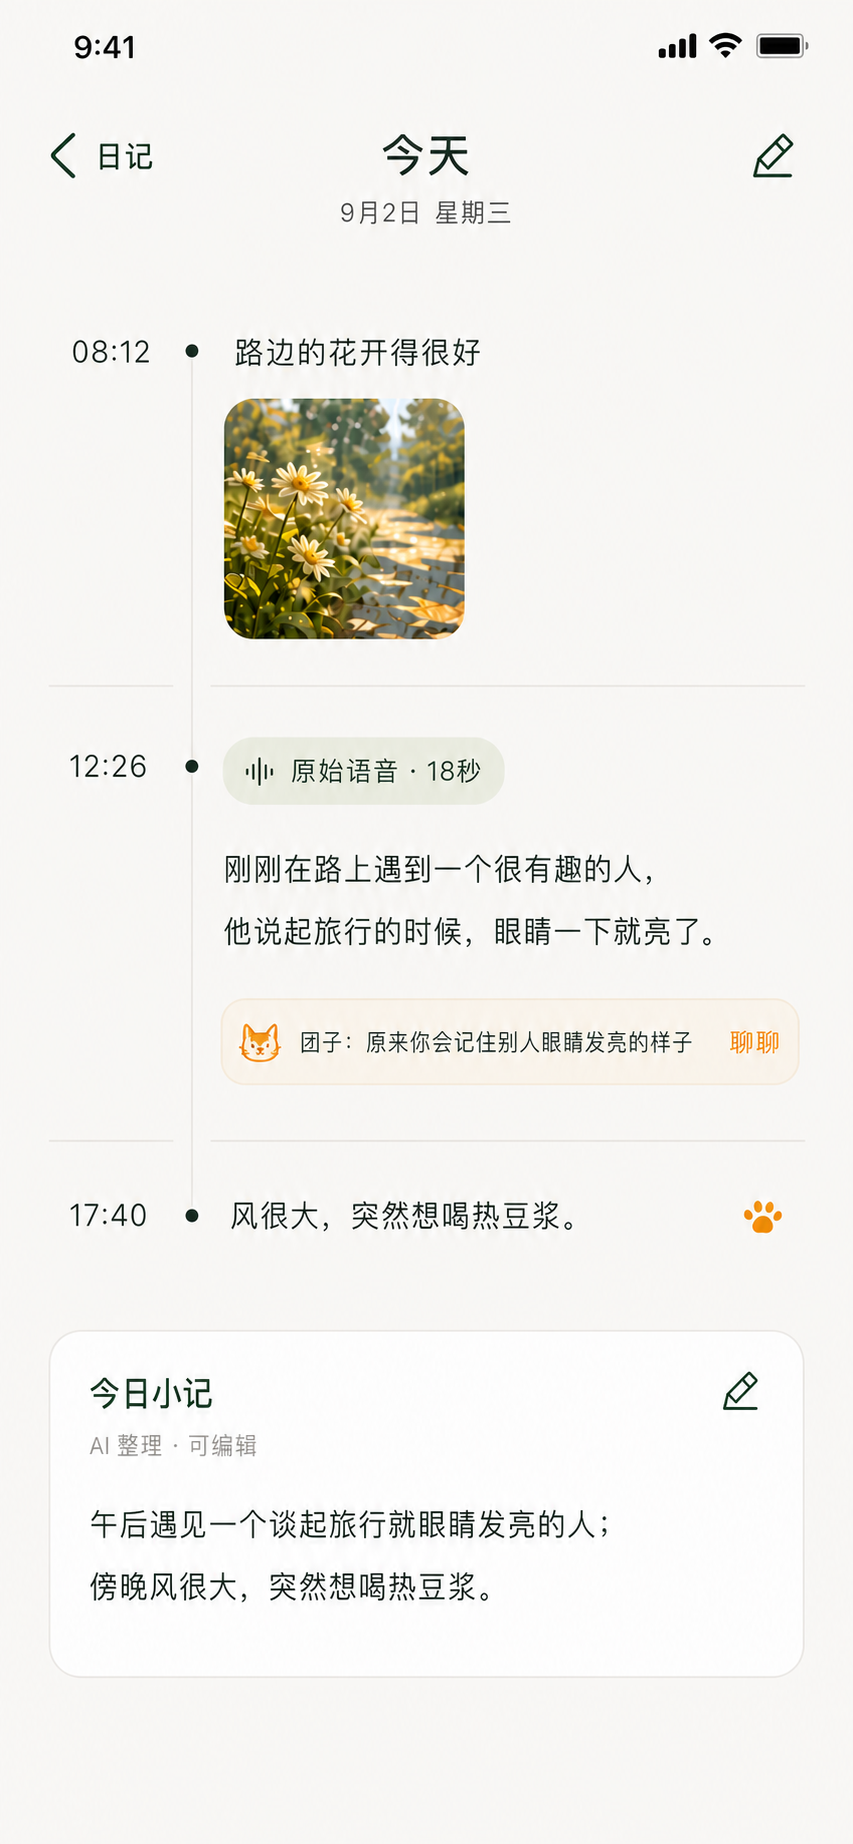 9:41
日记
今天
9月2日 星期三
08:12
路边的花开得很好
12:26
原始语音 · 18秒
刚刚在路上遇到一个很有趣的人，
他说起旅行的时候，眼睛一下就亮了。
团子：原来你会记住别人眼睛发亮的样子
聊聊
17:40
风很大，突然想喝热豆浆。
今日小记
AI 整理 · 可编辑
午后遇见一个谈起旅行就眼睛发亮的人；
傍晚风很大，突然想喝热豆浆。